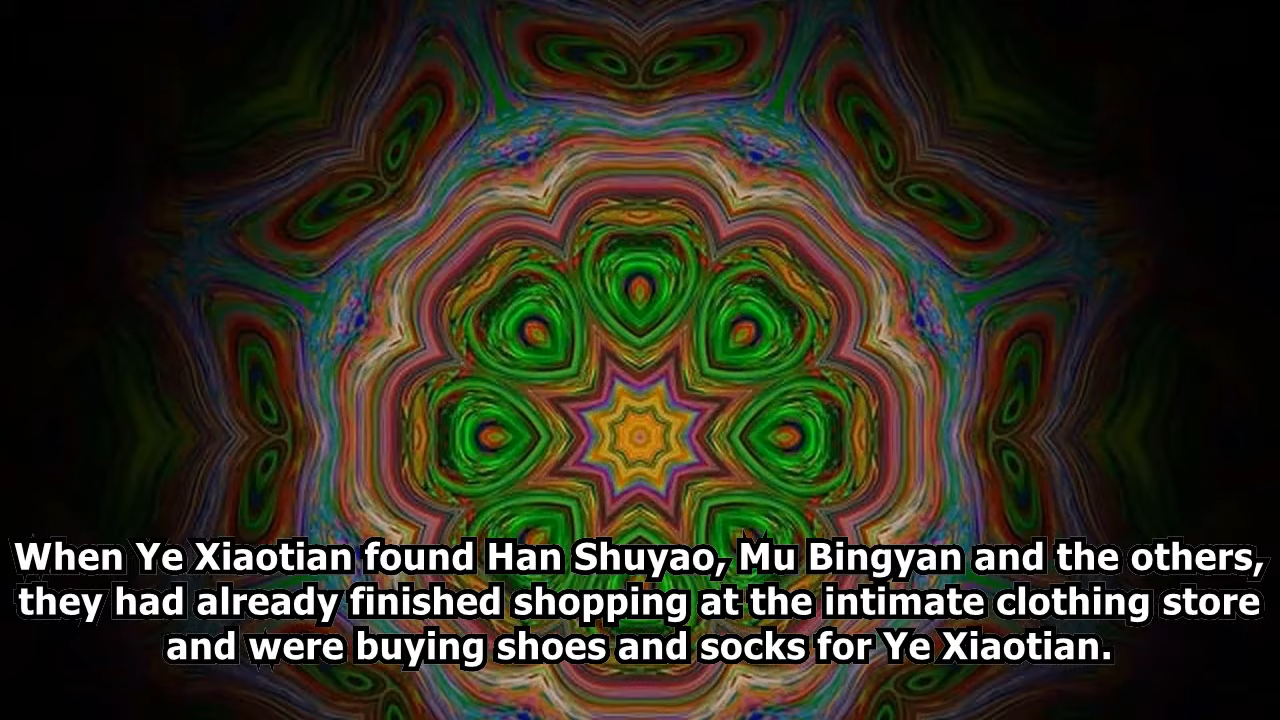 When Ye Xiaotian found Han Shuyao, Mu Bingyan and the others,
they had already finished shopping at the intimate clothing store
and were buying shoes and socks for Ye Xiaotian.